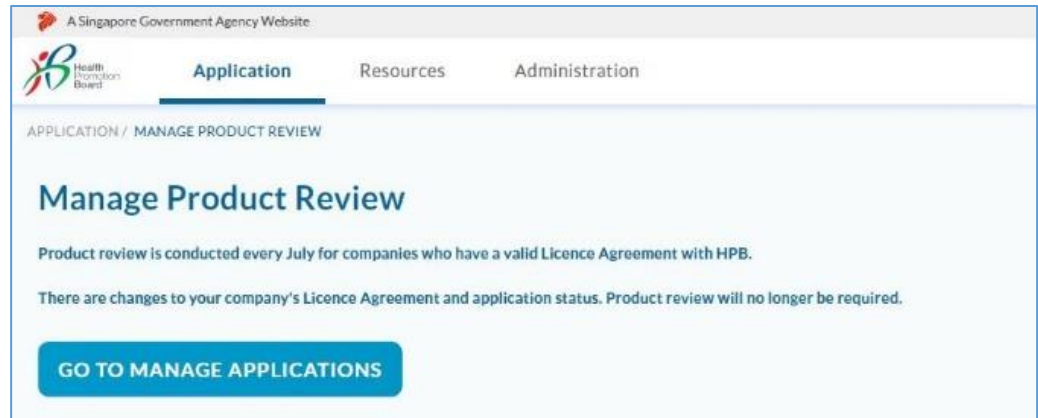 A Singapore Government Agency Website
Health
Promotion
Board
Application Resources Administration
APPLICATION / MANAGE PRODUCT REVIEW
Manage Product Review
Product review is conducted every July for companies who have a valid Licence Agreement with HPB.
There are changes to your company's Licence Agreement and application status. Product review will no longer be required.
GO TO MANAGE APPLICATIONS